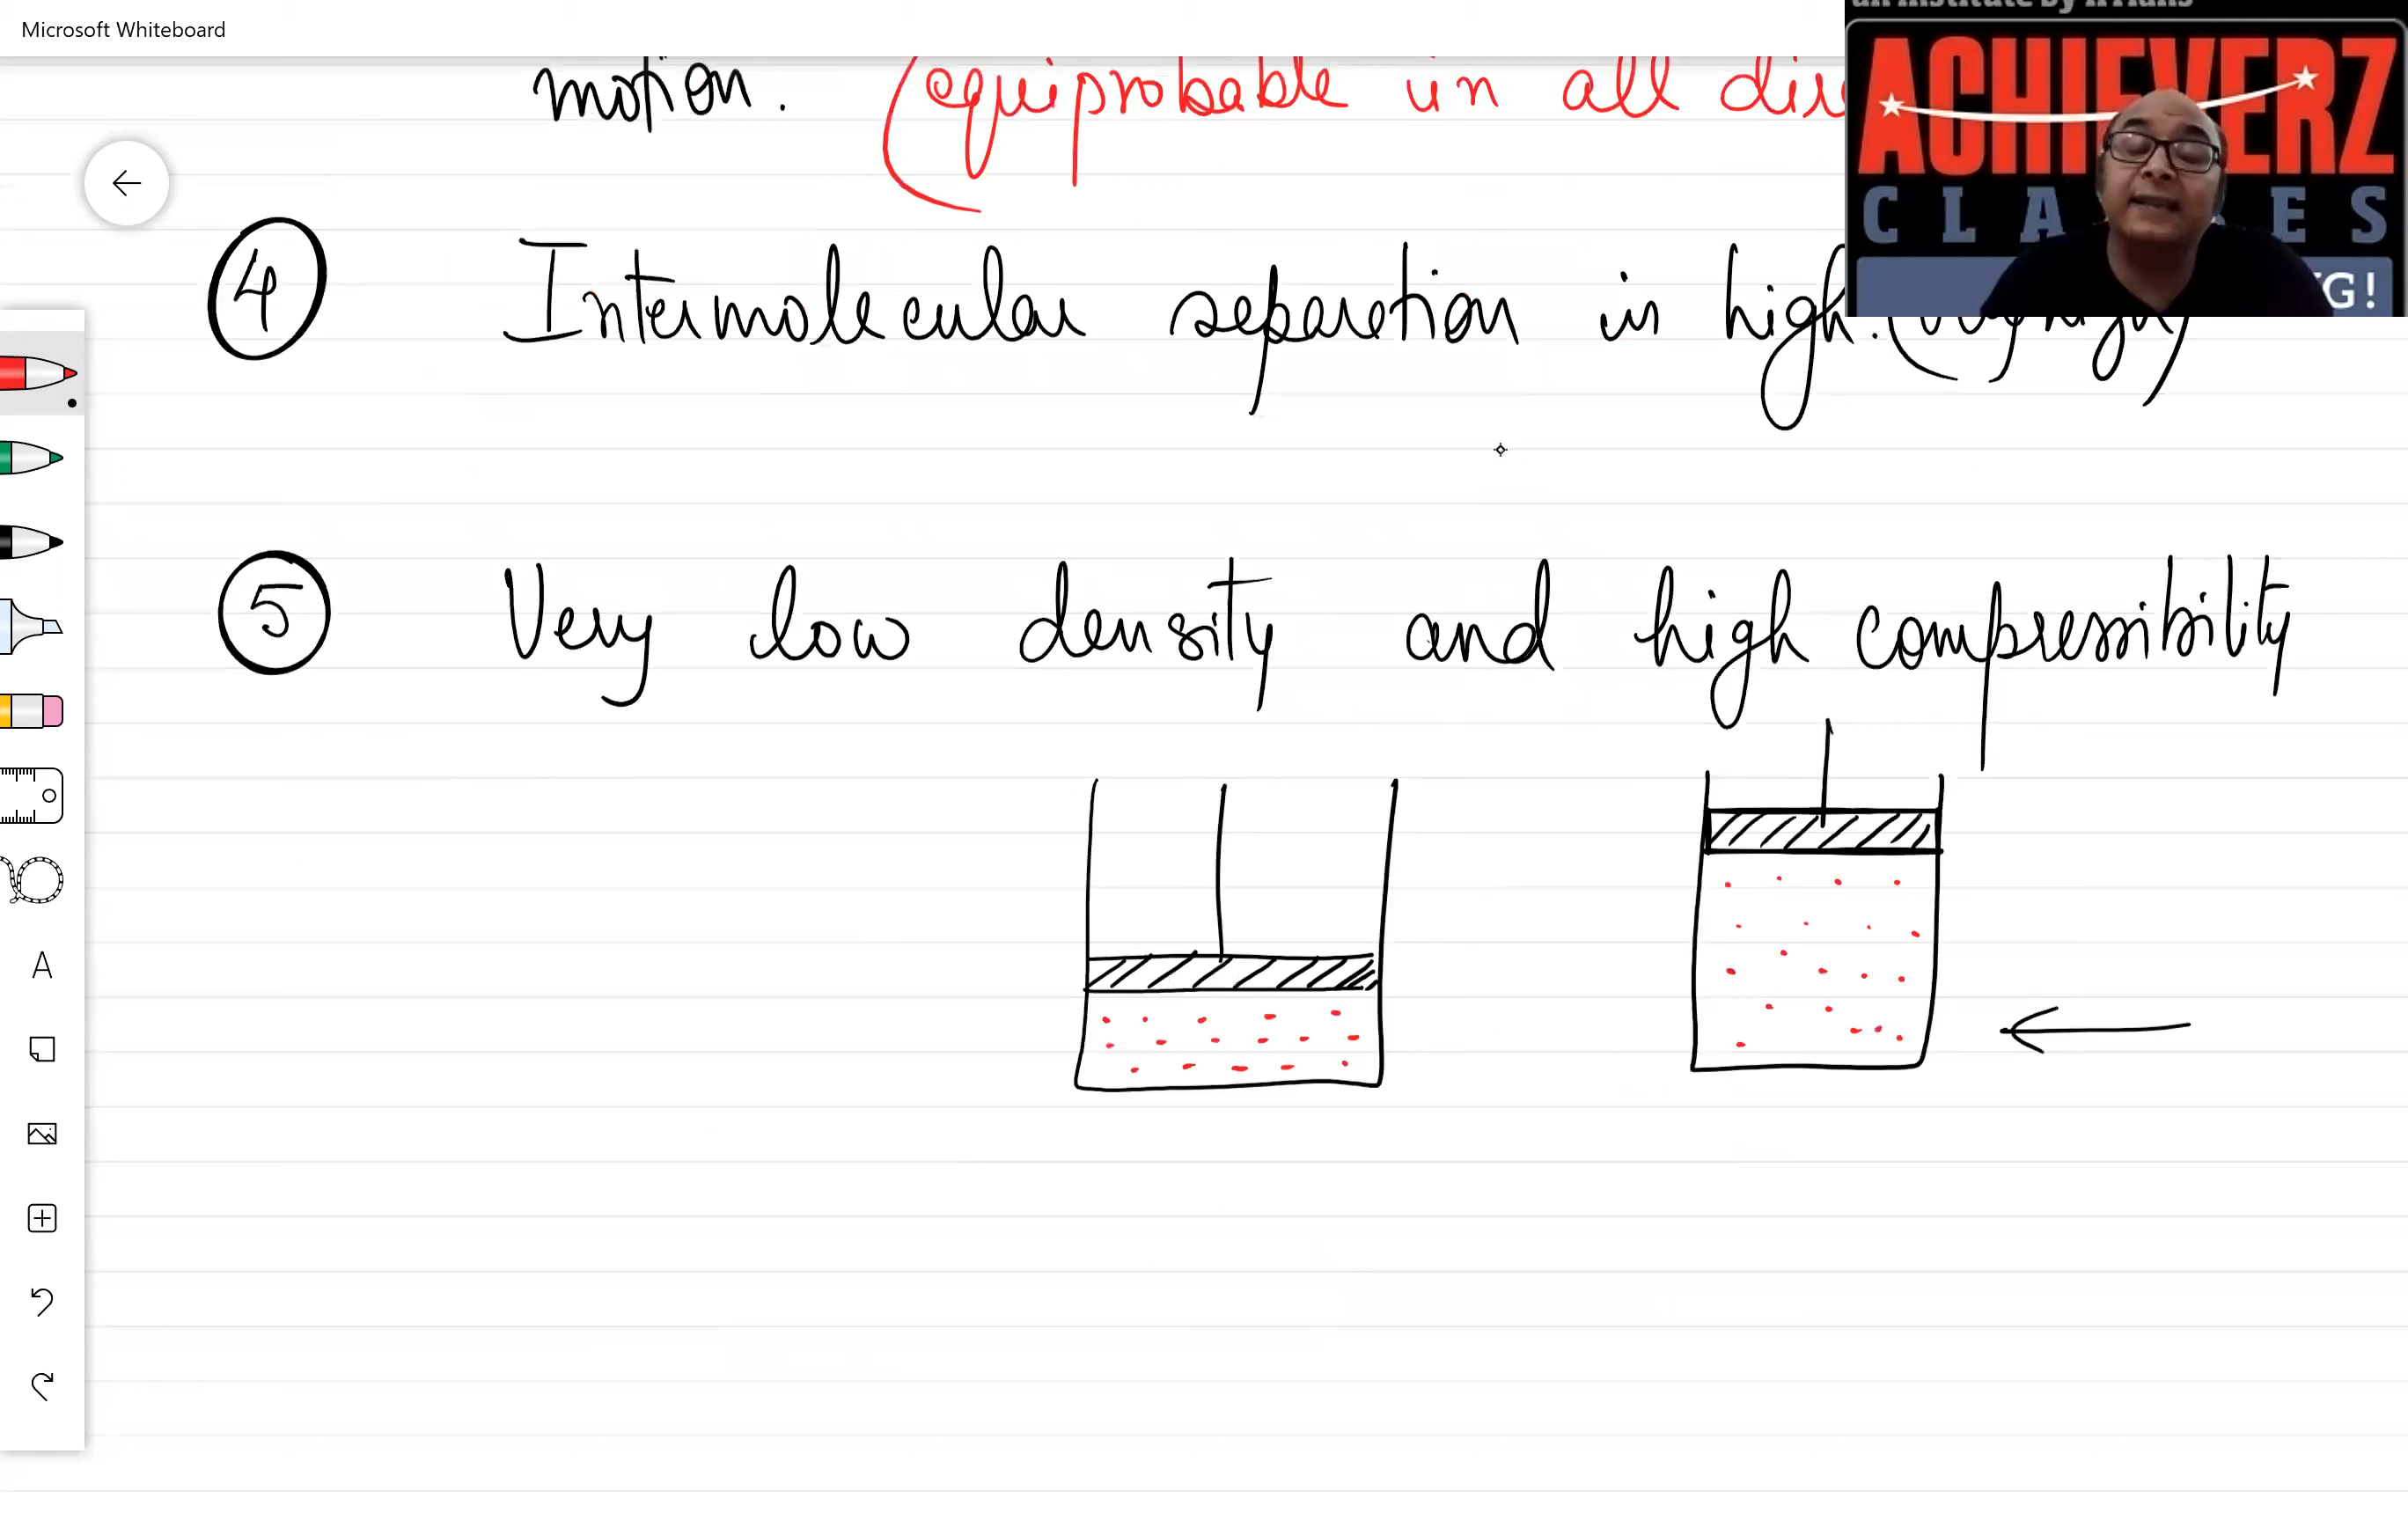 Microsoft Whiteboard
ACHIEVERZ
motion. (equiprobable in all
④ Intermolecular separation is high.
⑤ Very low density and high compressibility
G!
A